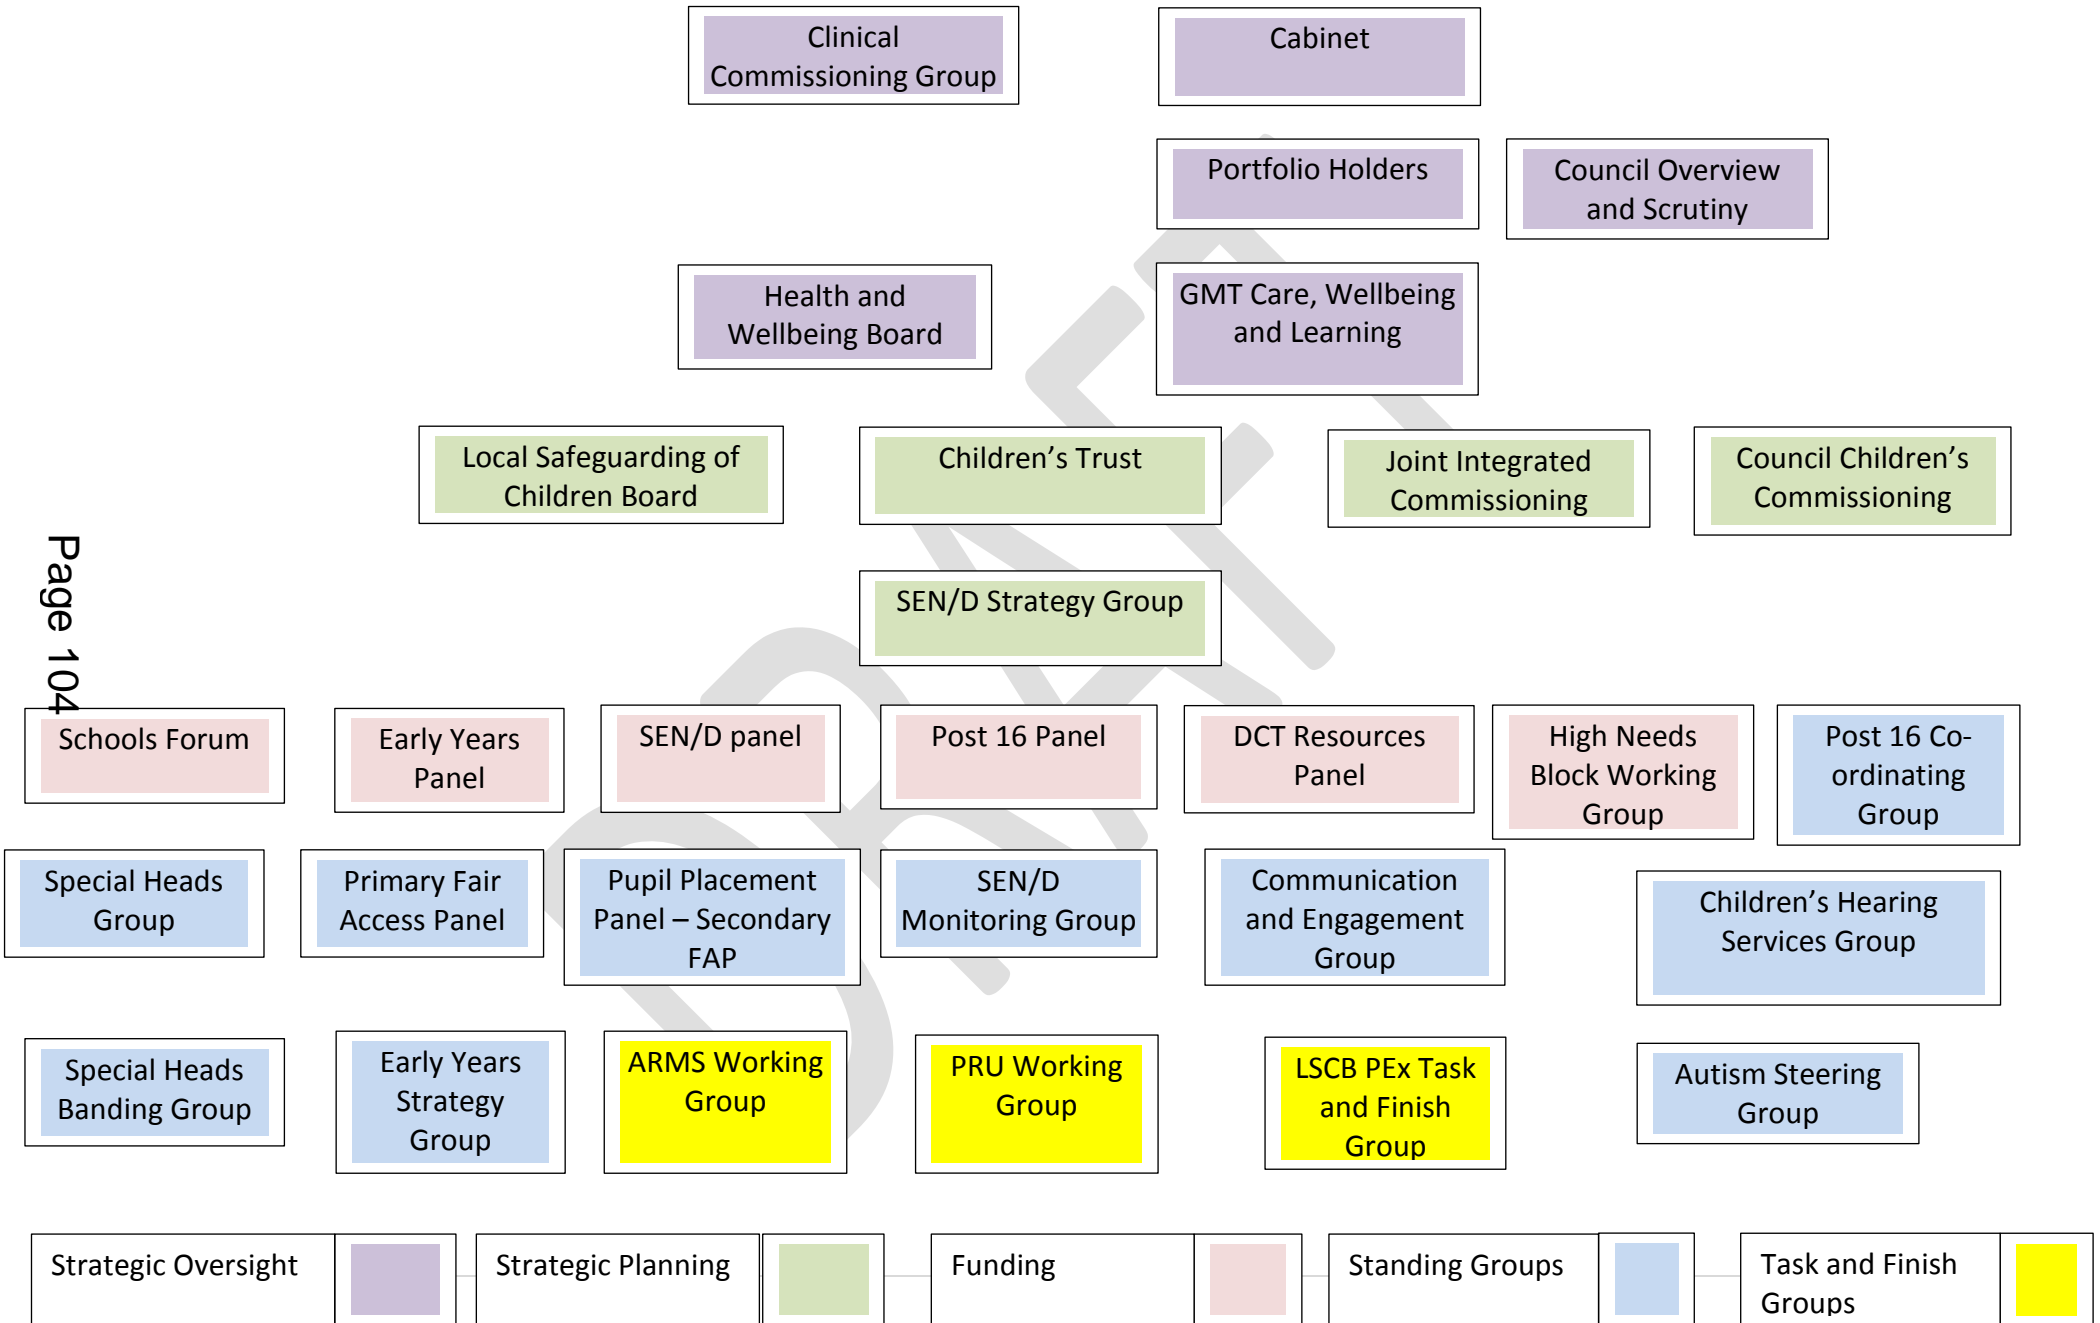 Clinical
Commissioning Group
Cabinet
Portfolio Holders
Council Overview
and Scrutiny
Health and
Wellbeing Board
GMT Care, Wellbeing
and Learning
Local Safeguarding of
Children Board
Children’s Trust
Joint Integrated
Commissioning
Council Children’s
Commissioning
SEN/D Strategy Group
Page 104
Schools Forum
Early Years
Panel
SEN/D panel
Post 16 Panel
DCT Resources
Panel
High Needs
Block Working
Group
Post 16 Co-
ordinating
Group
Special Heads
Group
Primary Fair
Access Panel
Pupil Placement
Panel – Secondary
FAP
SEN/D
Monitoring Group
Communication
and Engagement
Group
Children’s Hearing
Services Group
Special Heads
Banding Group
Early Years
Strategy
Group
ARMS Working
Group
PRU Working
Group
LSCB PEx Task
and Finish
Group
Autism Steering
Group
Strategic Oversight
Strategic Planning
Funding
Standing Groups
Task and Finish
Groups
DRAFT